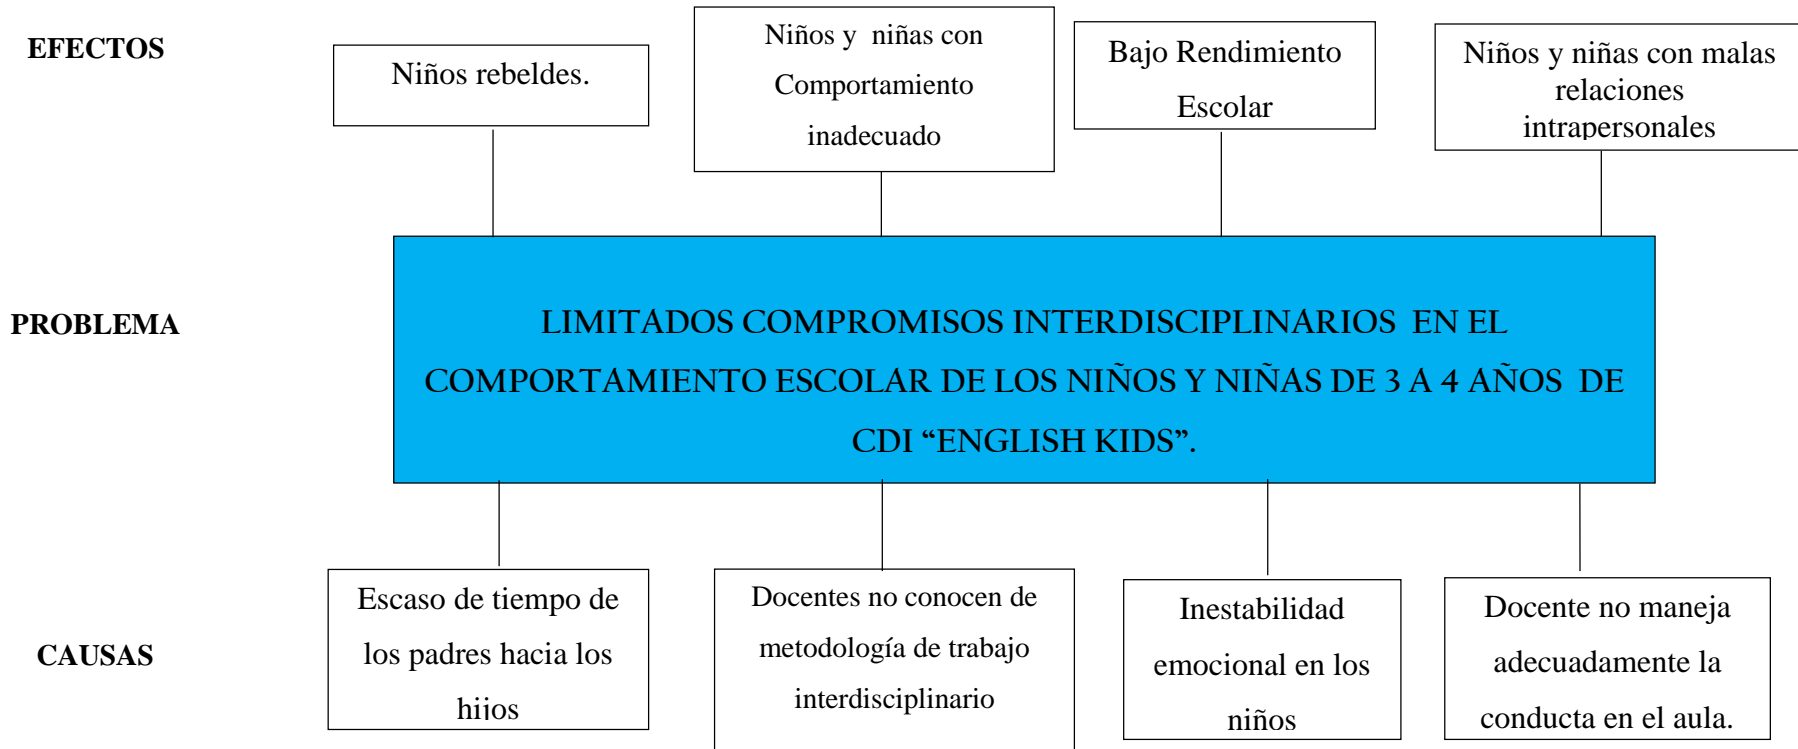 EFECTOS
Niños rebeldes.
Niños y  niñas con
Comportamiento
inadecuado
Bajo Rendimiento
Escolar
Niños y niñas con malas
relaciones
intrapersonales
PROBLEMA
LIMITADOS COMPROMISOS INTERDISCIPLINARIOS  EN EL
COMPORTAMIENTO ESCOLAR DE LOS NIÑOS Y NIÑAS DE 3 A 4 AÑOS  DE
CDI “ENGLISH KIDS”.
CAUSAS
Escaso de tiempo de
los padres hacia los
hijos
Docentes no conocen de
metodología de trabajo
interdisciplinario
Inestabilidad
emocional en los
niños
Docente no maneja
adecuadamente la
conducta en el aula.